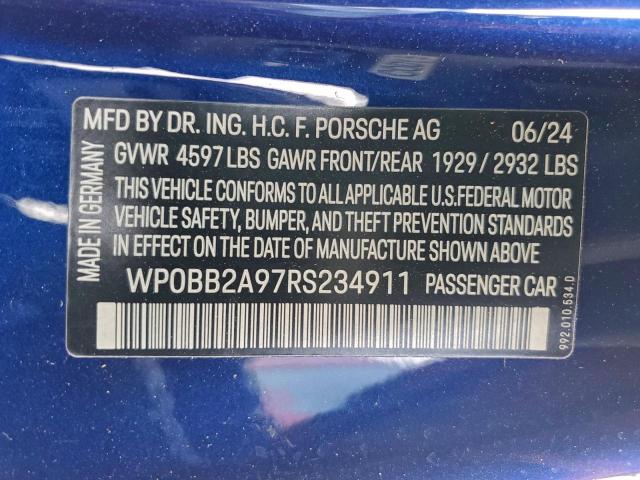 MFD BY DR. ING. H.C. F. PORSCHE AG 06/24
GVWR 4597 LBS GAWR FRONT/REAR 1929 / 2932 LBS
THIS VEHICLE CONFORMS TO ALL APPLICABLE U.S.FEDERAL MOTOR
VEHICLE SAFETY, BUMPER, AND THEFT PREVENTION STANDARDS
IN EFFECT ON THE DATE OF MANUFACTURE SHOWN ABOVE.
WP0BB2A97RS234911 PASSENGER CAR
MADE IN GERMANY
992.010.534.D